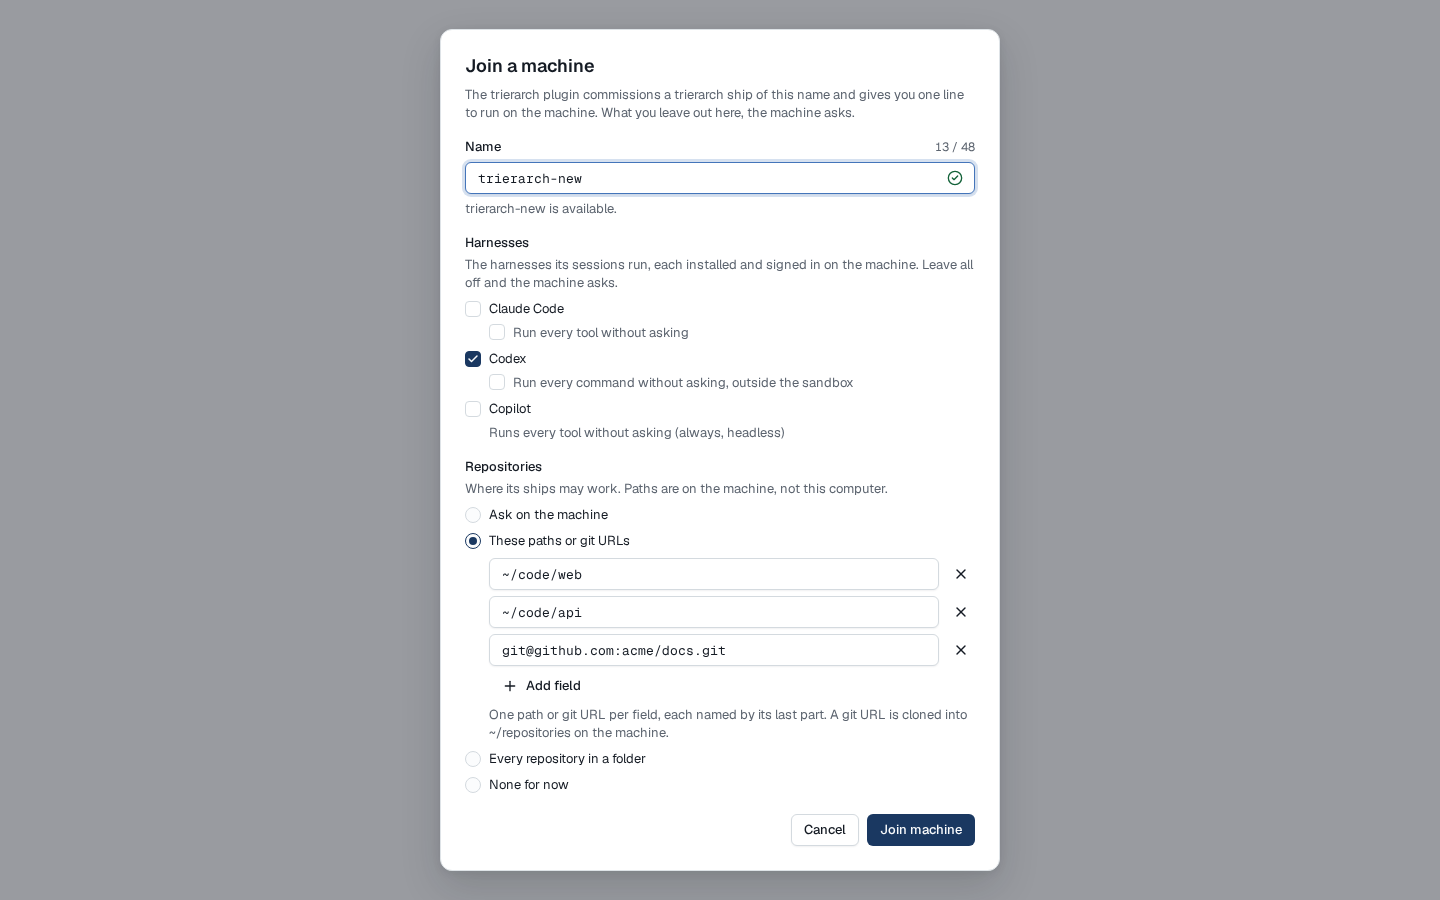 Join a machine
The trierarch plugin commissions a trierarch ship of this name and gives you one line
to run on the machine. What you leave out here, the machine asks.
Name
13 / 48
trierarch-new
trierarch-new is available.
Harnesses
The harnesses its sessions run, each installed and signed in on the machine. Leave all
off and the machine asks.
Claude Code
Run every tool without asking
Codex
Run every command without asking, outside the sandbox
Copilot
Runs every tool without asking (always, headless)
Repositories
Where its ships may work. Paths are on the machine, not this computer.
Ask on the machine
These paths or git URLs
~/code/web
~/code/api
git@github.com:acme/docs.git
Add field
One path or git URL per field, each named by its last part. A git URL is cloned into
~/repositories on the machine.
Every repository in a folder
None for now
Cancel
Join machine